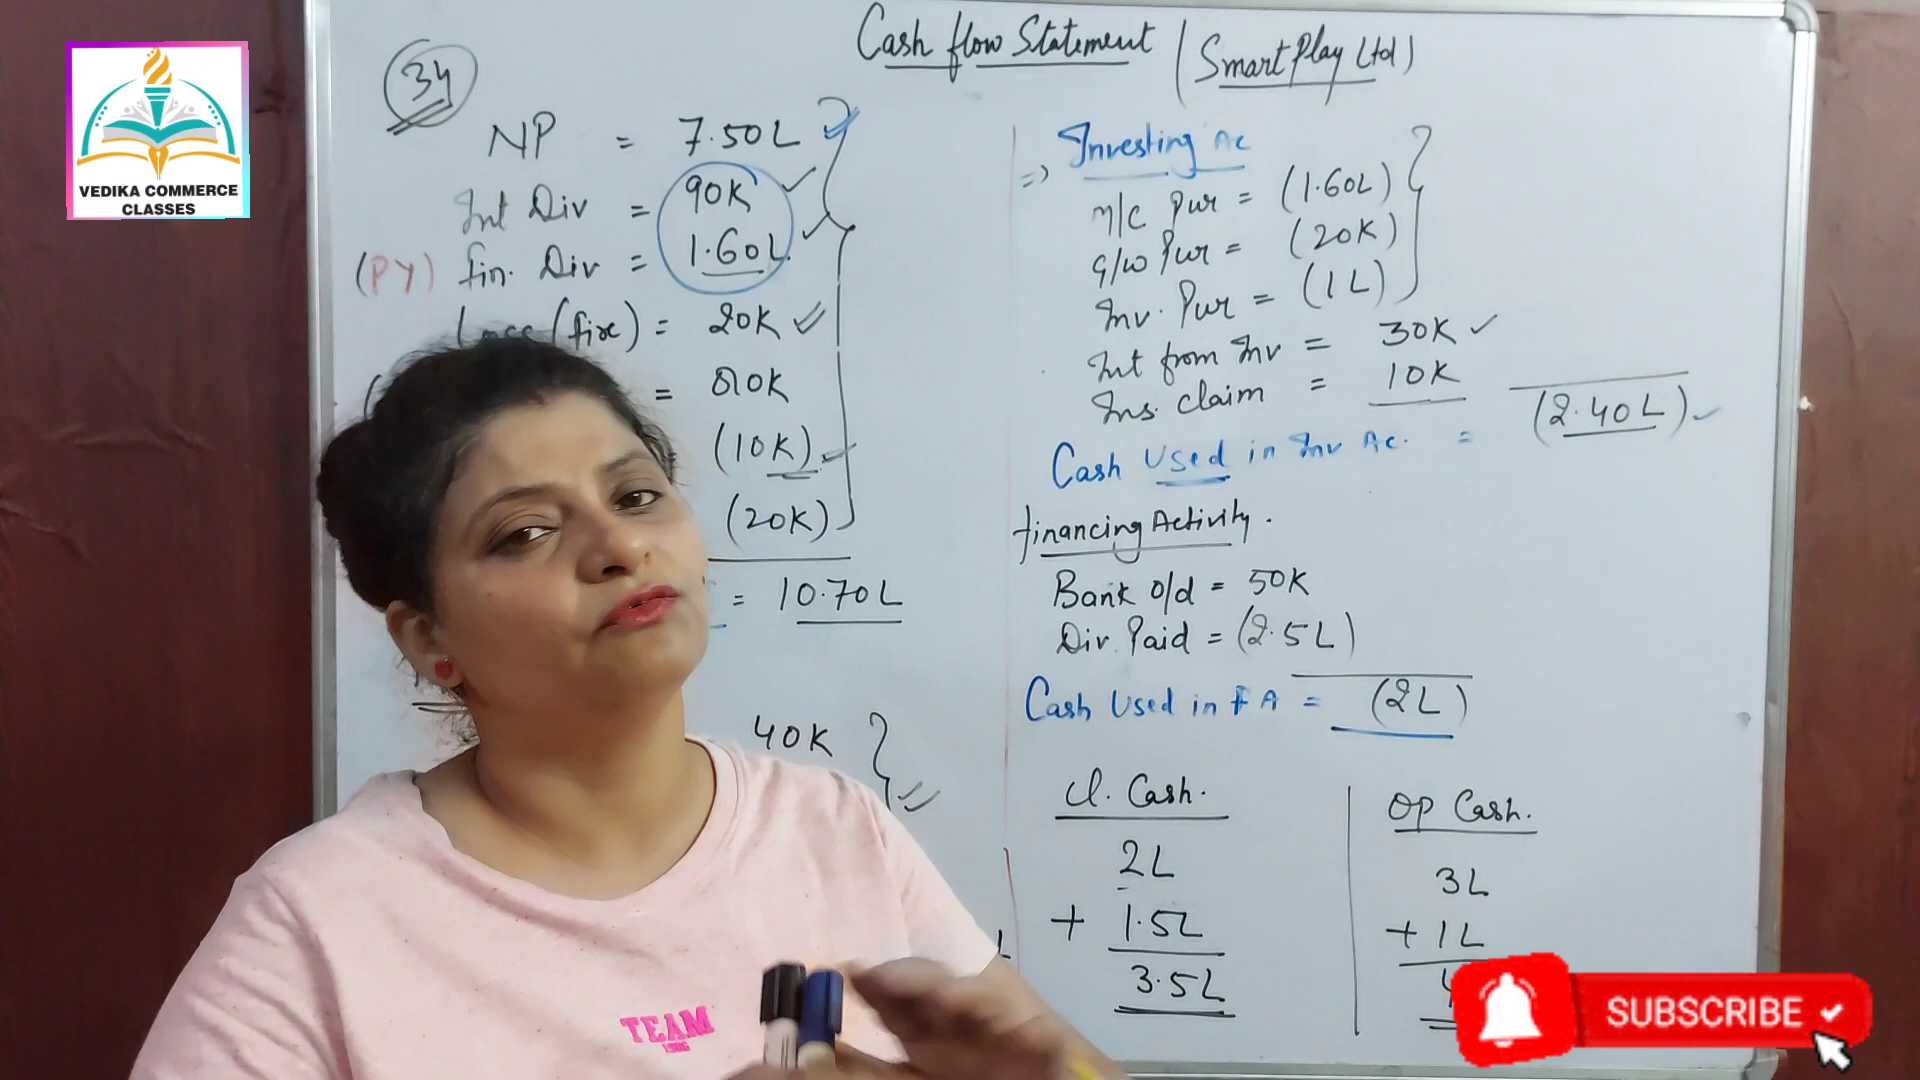 VEDIKA COMMERCE
CLASSES
34
Cash flow Statement (Smart Play Ltd)
NP = 7.50L
Int Div = 90K
(PY) fin. Div = 1.60L
Loss (fire) = 20K
= 80K
= (10K)
(20K)
= 10.70L
40K
=> Investing Ac
M/C Pur = (1.60L)
G/w Pur = (20K)
Inv. Pur = (1L)
Int from Inv = 30K
Ins. claim = 10K
(2.40L)
Cash Used in Inv Ac. =
financing Activity.
Bank o/d = 50K
Div. Paid = (2.5L)
Cash Used in FA = (2L)
Cl. Cash.
2L
+ 1.5L
3.5L
Op Cash.
3L
+ 1L
4
TEAM
SUBSCRIBE